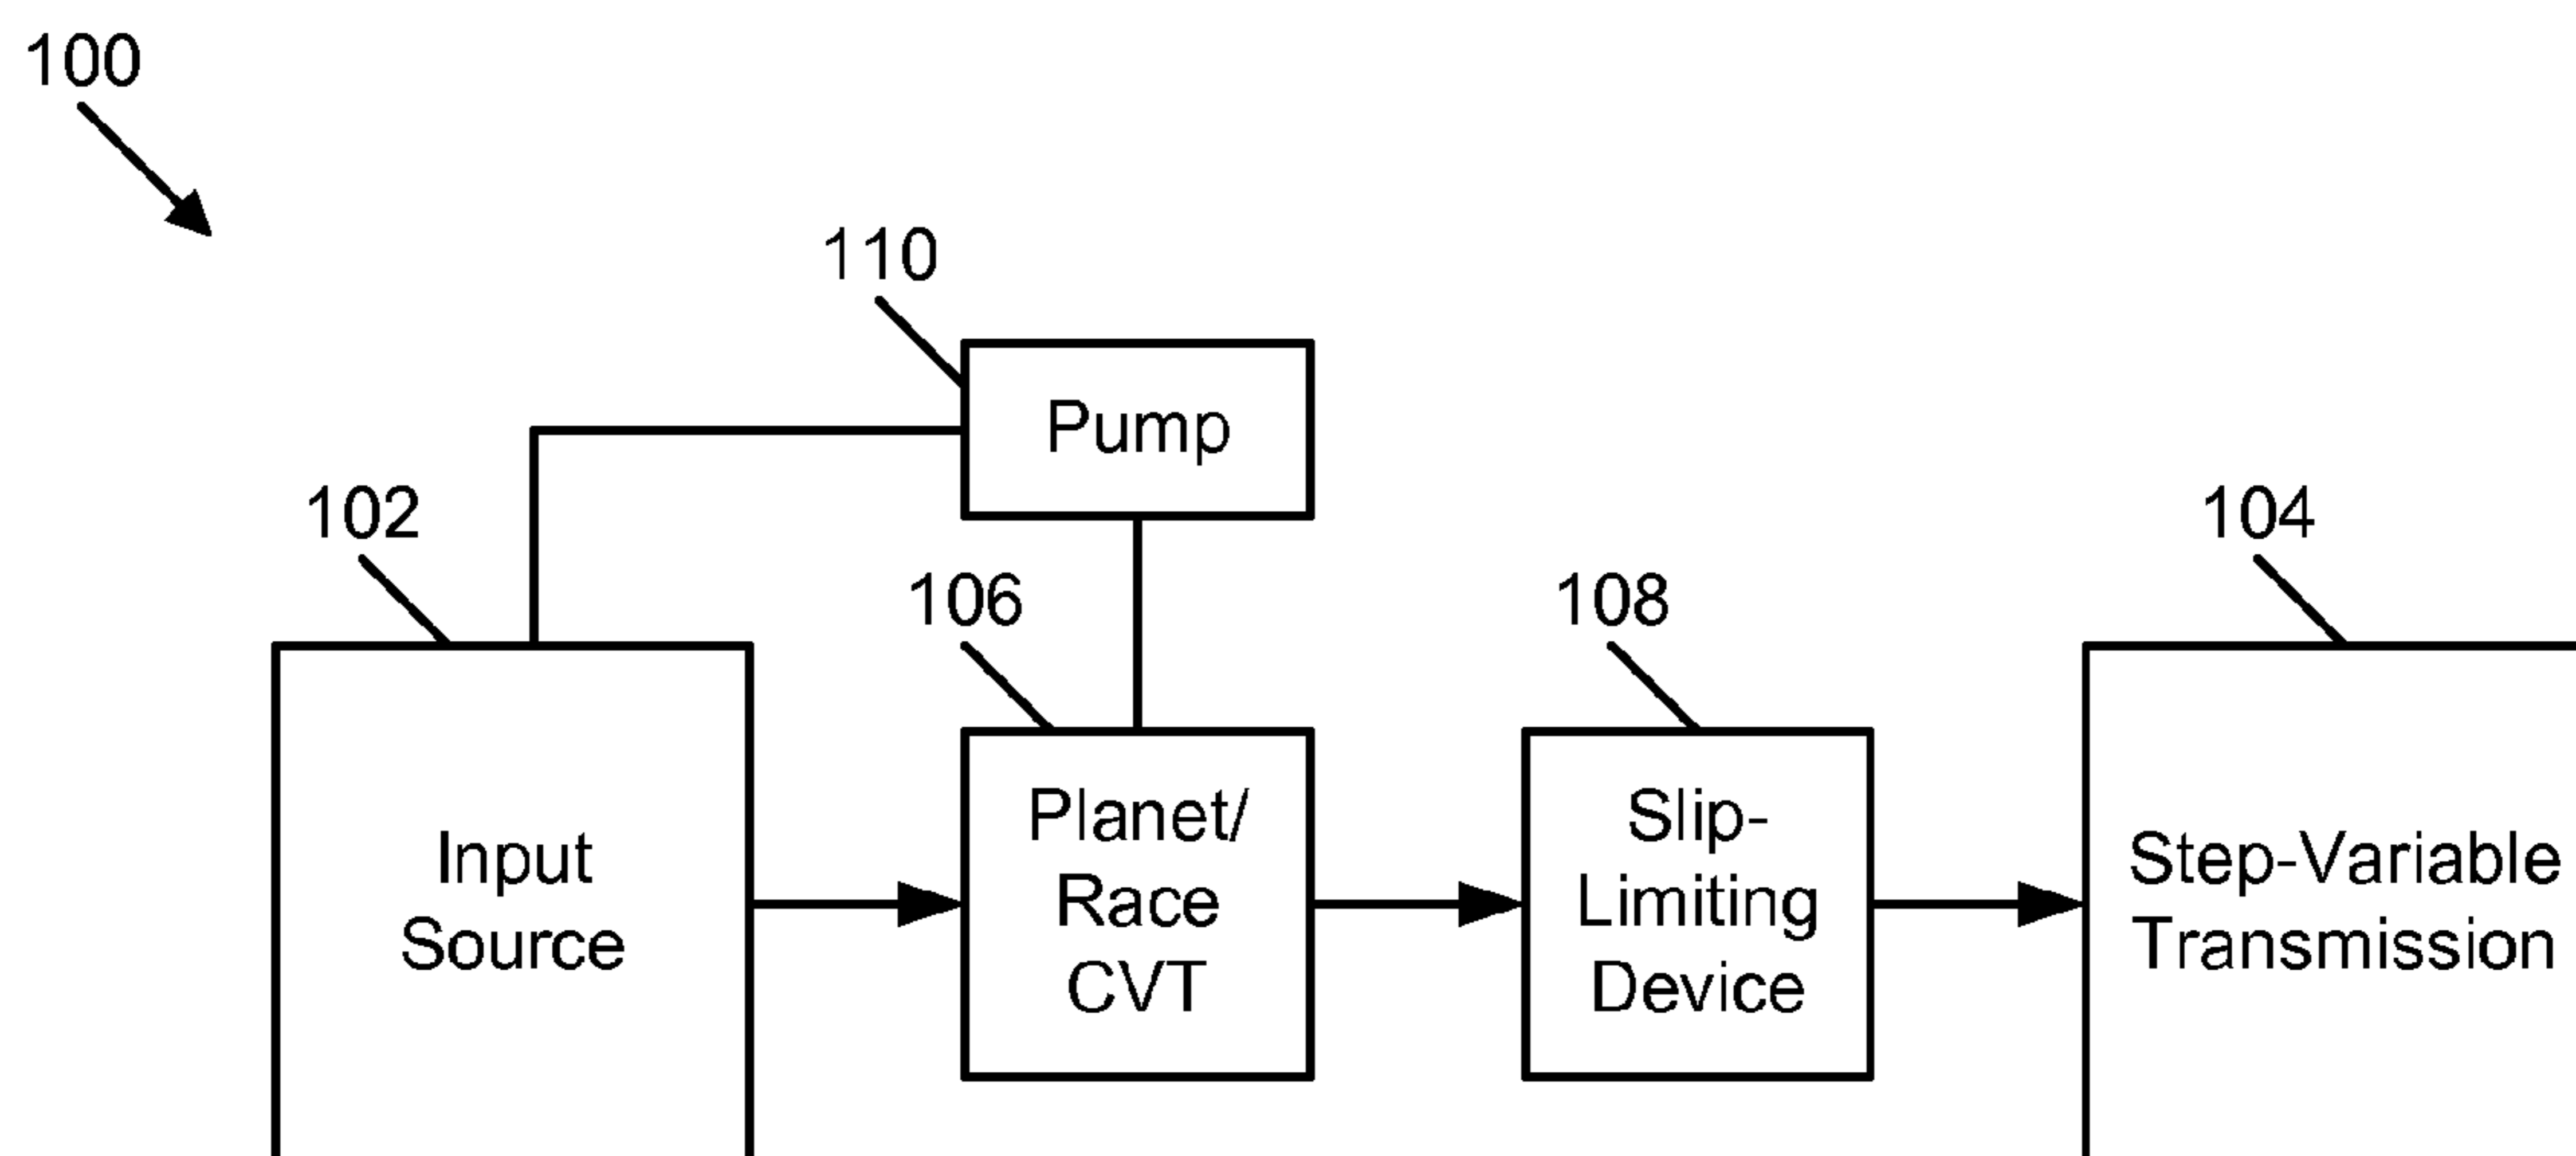 100
110
Pump
102
104
106
108
Input
Source
Planet/
Race
CVT
Slip-
Limiting
Device
Step-Variable
Transmission